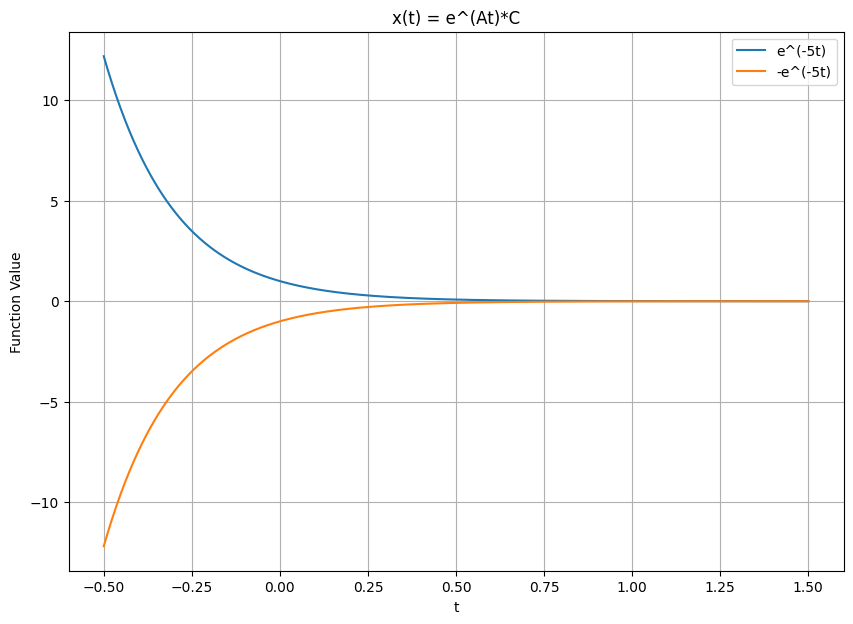 x(t) = e^(At)*C
e^(-5t)
-e^(-5t)
10
5
0
−5
−10
Function Value
−0.50 −0.25 0.00 0.25 0.50 0.75 1.00 1.25 1.50
t